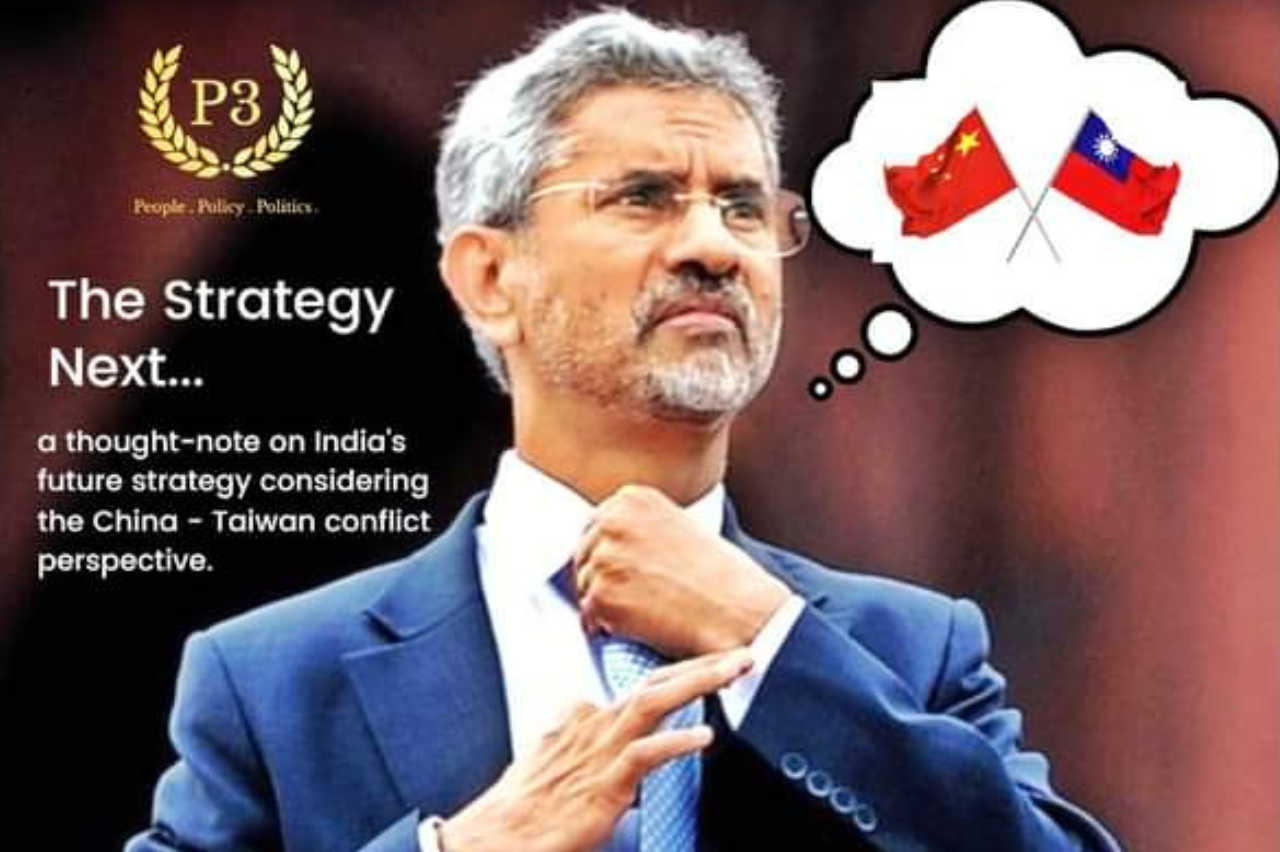 P3
People . Policy . Politics.
The Strategy
Next...
a thought-note on India's
future strategy considering
the China - Taiwan conflict
perspective.